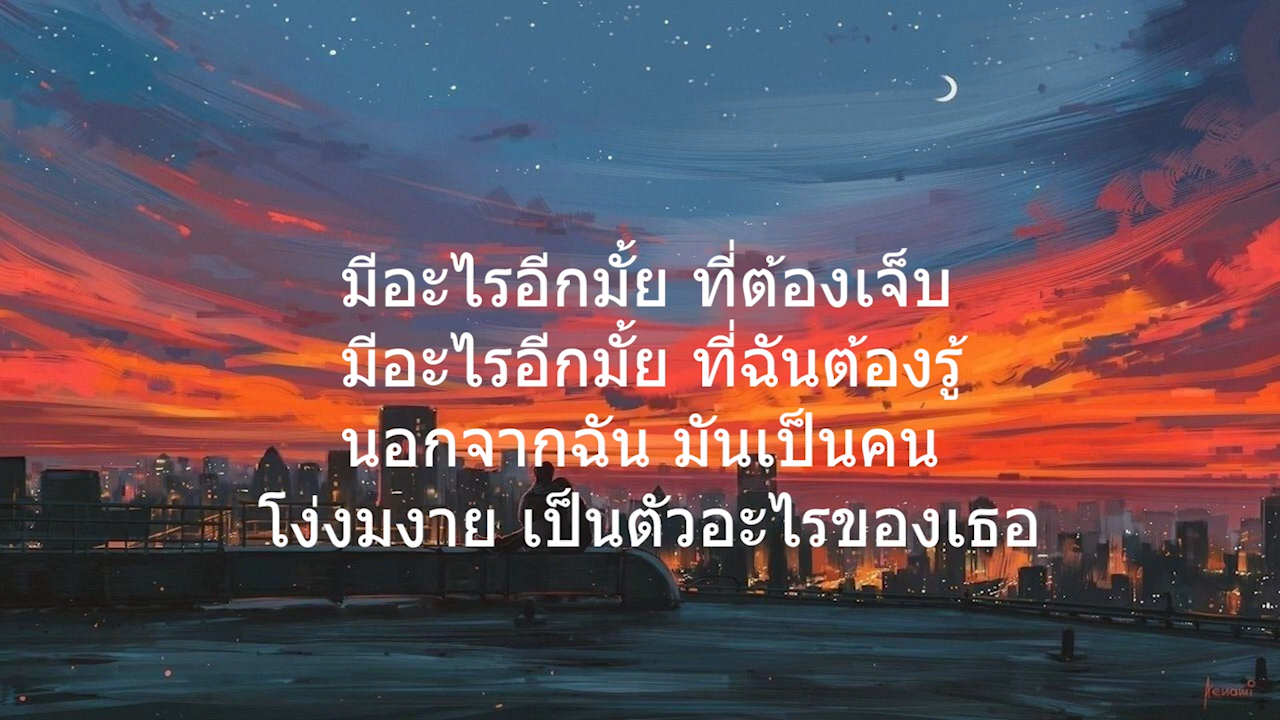 มีอะไรอีกมั้ย ที่ต้องเจ็บ
มีอะไรอีกมั้ย ที่ฉันต้องรู้
นอกจากฉัน มันเป็นคน
โง่งมงาย เป็นตัวอะไรของเธอ